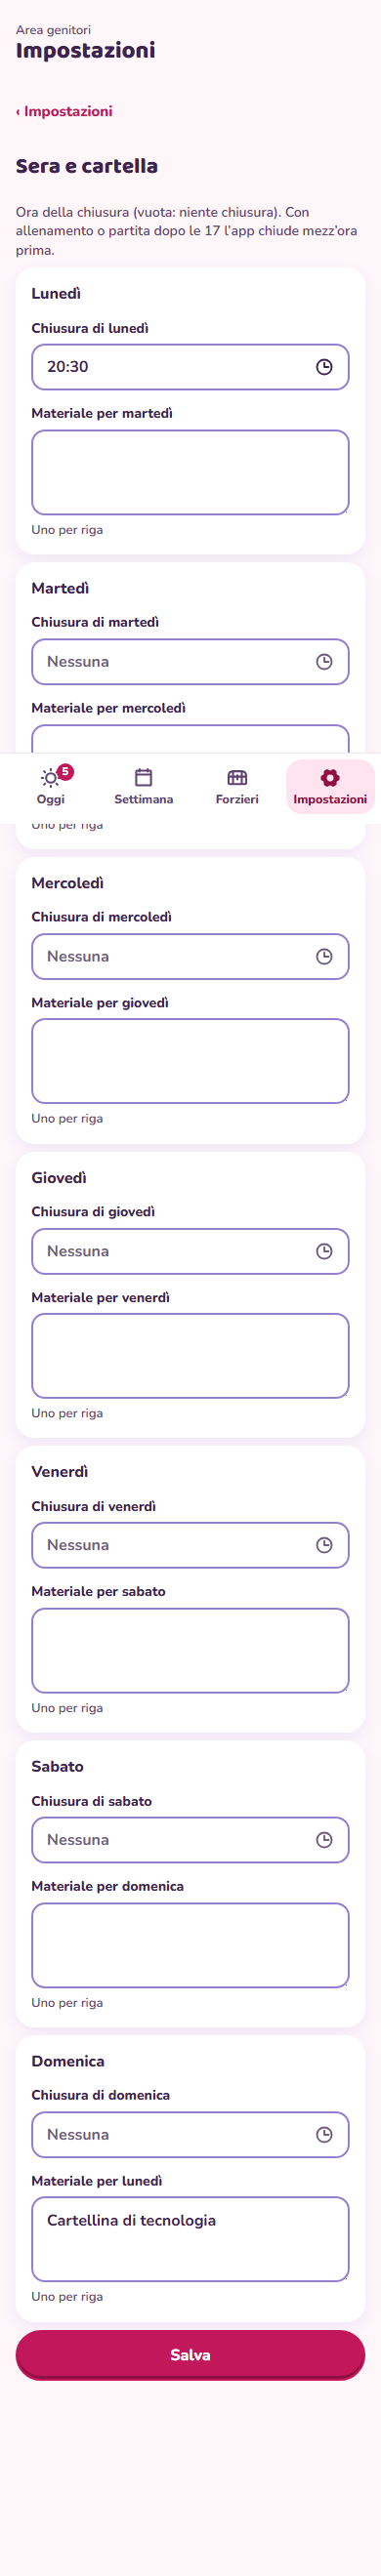 Area genitori
Impostazioni
‹ Impostazioni
Sera e cartella
Ora della chiusura (vuota: niente chiusura). Con
allenamento o partita dopo le 17 l'app chiude mezz'ora
prima.
Lunedì
Chiusura di lunedì
20:30
Materiale per martedì
Uno per riga
Martedì
Chiusura di martedì
Nessuna
Materiale per mercoledì
5
Oggi
Settimana
Forzieri
Impostazioni
Uno per riga
Mercoledì
Chiusura di mercoledì
Nessuna
Materiale per giovedì
Uno per riga
Giovedì
Chiusura di giovedì
Nessuna
Materiale per venerdì
Uno per riga
Venerdì
Chiusura di venerdì
Nessuna
Materiale per sabato
Uno per riga
Sabato
Chiusura di sabato
Nessuna
Materiale per domenica
Uno per riga
Domenica
Chiusura di domenica
Nessuna
Materiale per lunedì
Cartellina di tecnologia
Uno per riga
Salva